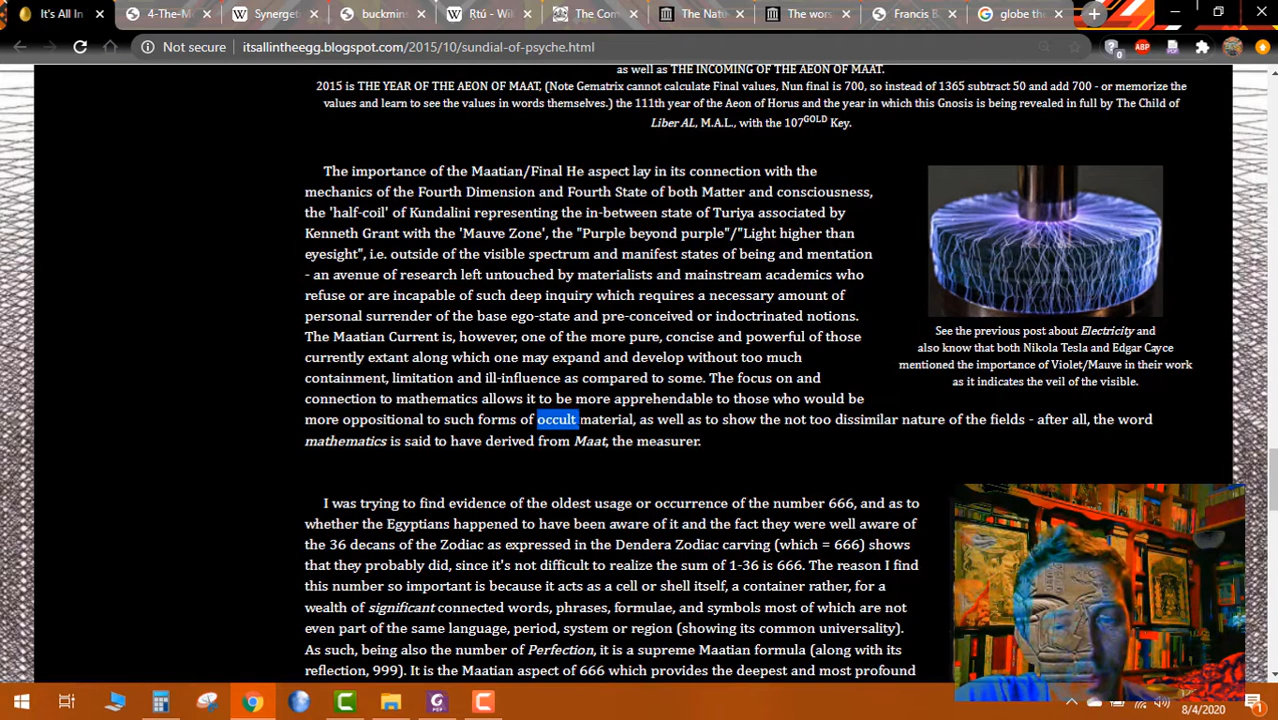 It's All In
4-The-M
Synerget
buckmins
Ṛtú - Wik
The Com
The Natu
The wors
Francis B
globe the
Not secure
itsallintheegg.blogspot.com/2015/10/sundial-of-psyche.html
ABP
as well as THE INCOMING OF THE AEON OF MAAT.
2015 is THE YEAR OF THE AEON OF MAAT, (Note Gematrix cannot calculate Final values, Nun final is 700, so instead of 1365 subtract 50 and add 700 - or memorize the
values and learn to see the values in words themselves.) the 111th year of the Aeon of Horus and the year in which this Gnosis is being revealed in full by The Child of
Liber AL, M.A.L., with the 107GOLD Key.
The importance of the Maatian/Final He aspect lay in its connection with the
mechanics of the Fourth Dimension and Fourth State of both Matter and consciousness,
the 'half-coil' of Kundalini representing the in-between state of Turiya associated by
Kenneth Grant with the 'Mauve Zone', the "Purple beyond purple"/"Light higher than
eyesight", i.e. outside of the visible spectrum and manifest states of being and mentation
- an avenue of research left untouched by materialists and mainstream academics who
refuse or are incapable of such deep inquiry which requires a necessary amount of
personal surrender of the base ego-state and pre-conceived or indoctrinated notions.
The Maatian Current is, however, one of the more pure, concise and powerful of those
currently extant along which one may expand and develop without too much
containment, limitation and ill-influence as compared to some. The focus on and
connection to mathematics allows it to be more apprehendable to those who would be
more oppositional to such forms of occult material, as well as to show the not too dissimilar nature of the fields - after all, the word
mathematics is said to have derived from Maat, the measurer.
See the previous post about Electricity and
also know that both Nikola Tesla and Edgar Cayce
mentioned the importance of Violet/Mauve in their work
as it indicates the veil of the visible.
I was trying to find evidence of the oldest usage or occurrence of the number 666, and as to
whether the Egyptians happened to have been aware of it and the fact they were well aware of
the 36 decans of the Zodiac as expressed in the Dendera Zodiac carving (which = 666) shows
that they probably did, since it's not difficult to realize the sum of 1-36 is 666. The reason I find
this number so important is because it acts as a cell or shell itself, a container rather, for a
wealth of significant connected words, phrases, formulae, and symbols most of which are not
even part of the same language, period, system or region (showing its common universality).
As such, being also the number of Perfection, it is a supreme Maatian formula (along with its
reflection, 999). It is the Maatian aspect of 666 which provides the deepest and most profound
8/4/2020